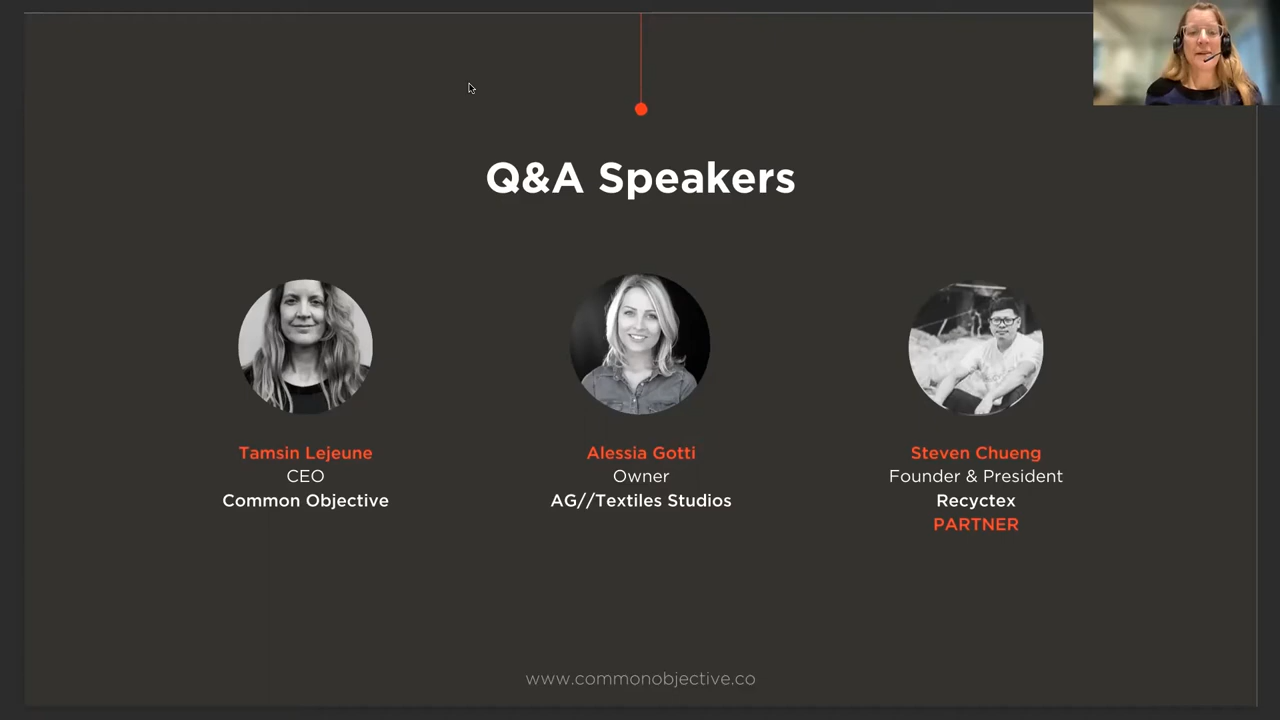 Q&A Speakers
Tamsin Lejeune
CEO
Common Objective
Alessia Gotti
Owner
AG//Textiles Studios
Steven Chueng
Founder & President
Recyctex
PARTNER
www.commonobjective.co